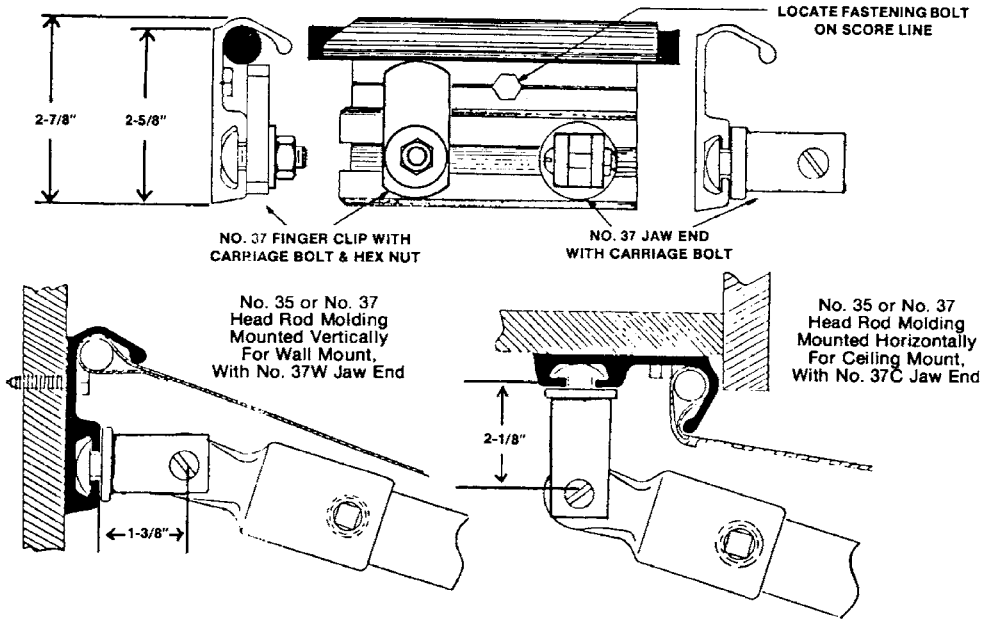 LOCATE FASTENING BOLT
ON SCORE LINE
2-7/8"
2-5/8"
NO. 37 FINGER CLIP WITH
CARRIAGE BOLT & HEX NUT
NO. 37 JAW END
WITH CARRIAGE BOLT
No. 35 or No. 37
Head Rod Molding
Mounted Vertically
For Wall Mount,
With No. 37W Jaw End
No. 35 or No. 37
Head Rod Molding
Mounted Horizontally
For Ceiling Mount,
With No. 37C Jaw End
2-1/8"
1-3/8"